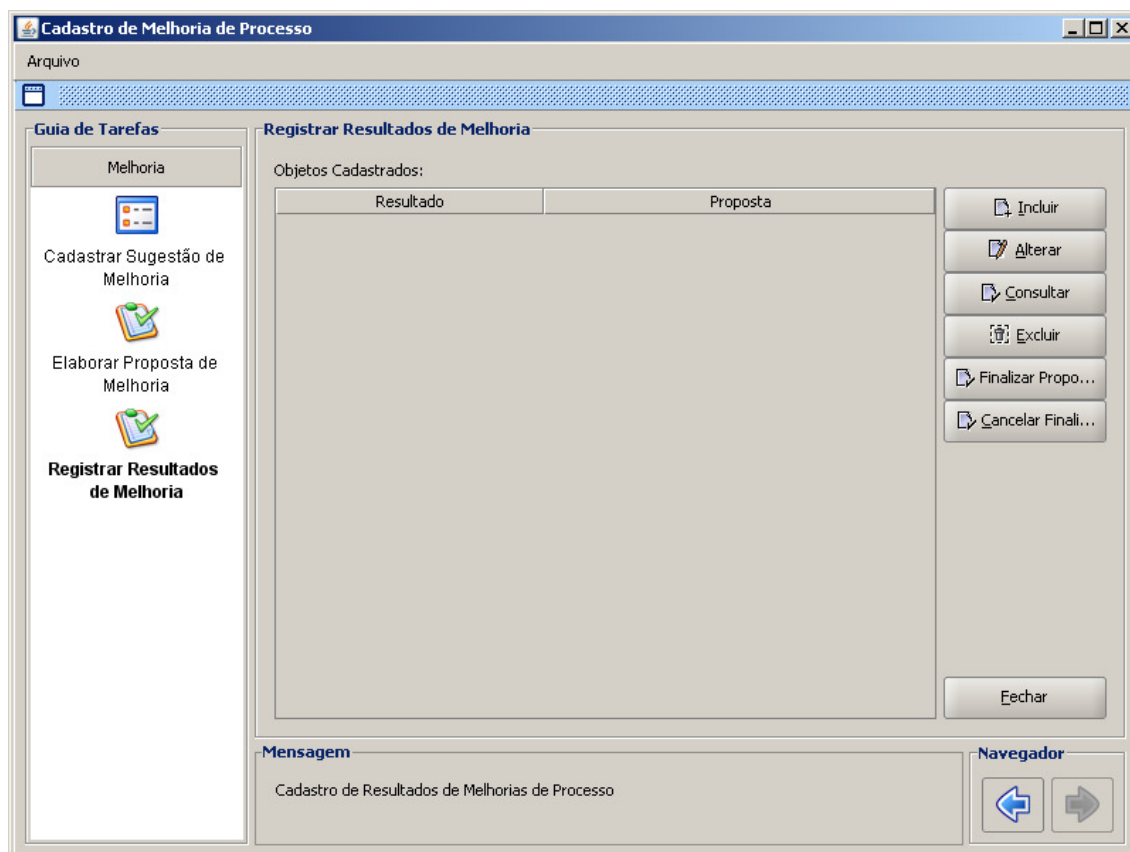 Cadastro de Melhoria de Processo
Arquivo
Guia de Tarefas
Melhoria
Cadastrar Sugestão de
Melhoria
Elaborar Proposta de
Melhoria
Registrar Resultados
de Melhoria
Registrar Resultados de Melhoria
Objetos Cadastrados:
Resultado
Proposta
Incluir
Alterar
Consultar
Excluir
Finalizar Propo...
Cancelar Finali...
Fechar
Mensagem
Cadastro de Resultados de Melhorias de Processo
Navegador